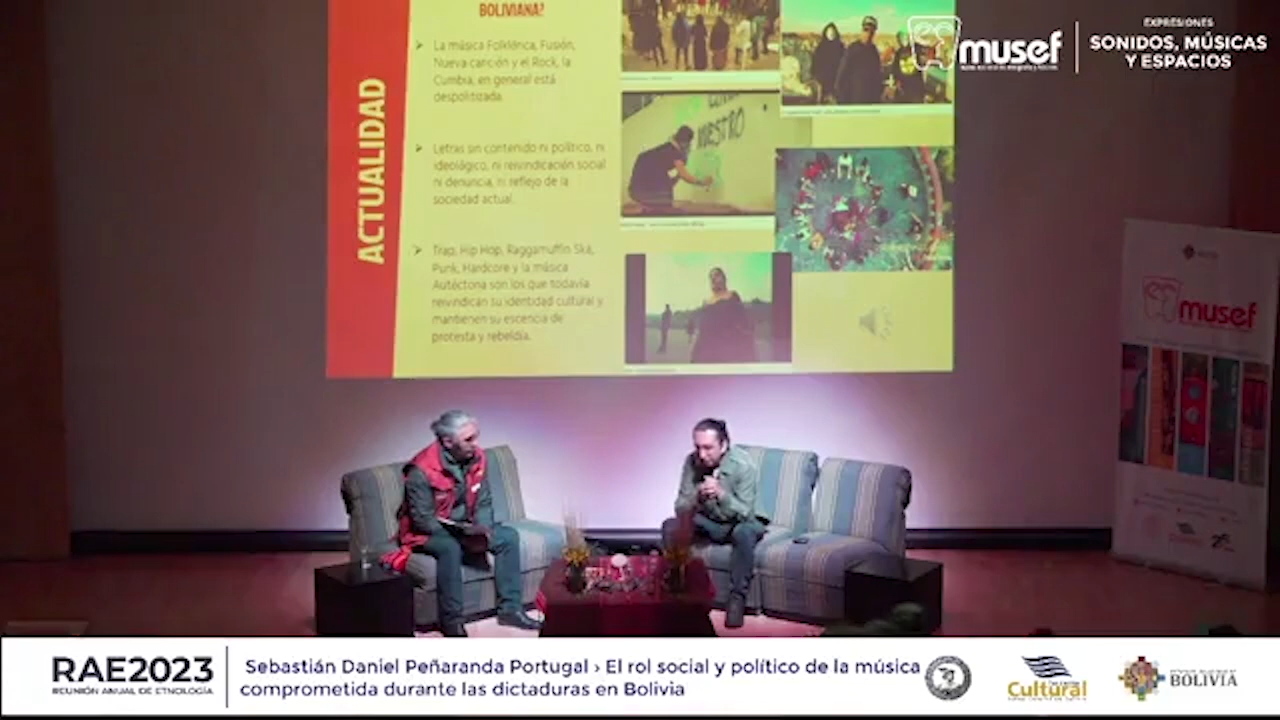 BOLIVIANA?
ACTUALIDAD
➢ La música Folklórica, Fusión,
Nueva canción y el Rock, la
Cumbia, en general está
despolitizada.
➢ Letras sin contenido ni político, ni
ideológico, ni reivindicación social
ni denuncia, ni reflejo de la
sociedad actual.
➢ Trap, Hip Hop, Raggamuffin Ska,
Punk, Hardcore y la música
Autéctona son los que todavía
reivindican su identidad cultural y
mantienen su escencia de
protesta y rebeldía.
NUESTRO
musef
EXPRESIONES
SONIDOS, MÚSICAS
Y ESPACIOS
musef
RAE2023
REUNIÓN ANUAL DE ETNOLOGÍA
Sebastián Daniel Peñaranda Portugal › El rol social y político de la música
comprometida durante las dictaduras en Bolivia
Cultural
BOLIVIA